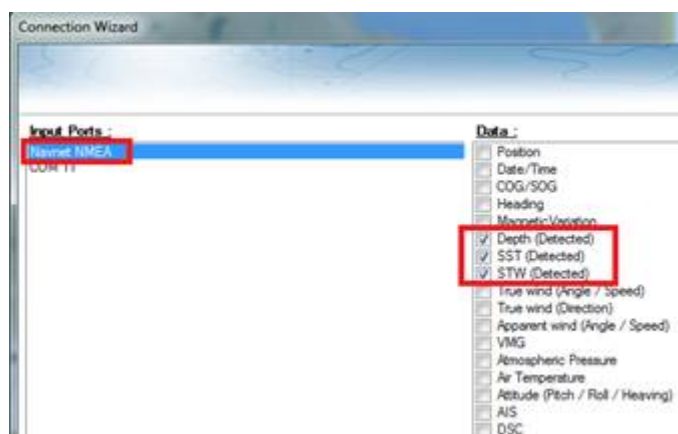 Connection Wizard
Input Ports :
Navnet NMEA
COM 11
Data :
Position
Date/Time
COG/SOG
Heading
Magnetic Variation
Depth (Detected)
SST (Detected)
STW (Detected)
True wind (Angle / Speed)
True wind (Direction)
Apparent wind (Angle / Speed)
VMG
Atmospheric Pressure
Air Temperature
Attitude (Pitch / Roll / Heaving)
AIS
DSC